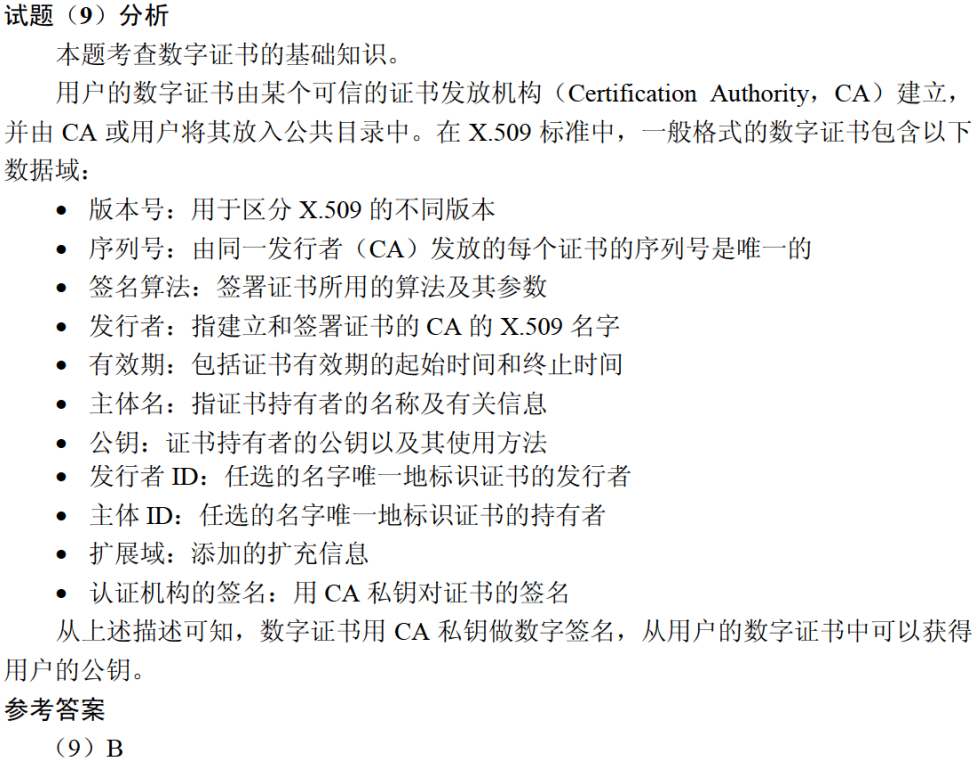 试题（9）分析
本题考查数字证书的基础知识。
用户的数字证书由某个可信的证书发放机构（Certification Authority，CA）建立，
并由 CA 或用户将其放入公共目录中。在 X.509 标准中，一般格式的数字证书包含以下
数据域：
• 版本号：用于区分 X.509 的不同版本
• 序列号：由同一发行者（CA）发放的每个证书的序列号是唯一的
• 签名算法：签署证书所用的算法及其参数
• 发行者：指建立和签署证书的 CA 的 X.509 名字
• 有效期：包括证书有效期的起始时间和终止时间
• 主体名：指证书持有者的名称及有关信息
• 公钥：证书持有者的公钥以及其使用方法
• 发行者 ID：任选的名字唯一地标识证书的发行者
• 主体 ID：任选的名字唯一地标识证书的持有者
• 扩展域：添加的扩充信息
• 认证机构的签名：用 CA 私钥对证书的签名
从上述描述可知，数字证书用 CA 私钥做数字签名，从用户的数字证书中可以获得
用户的公钥。
参考答案
（9）B